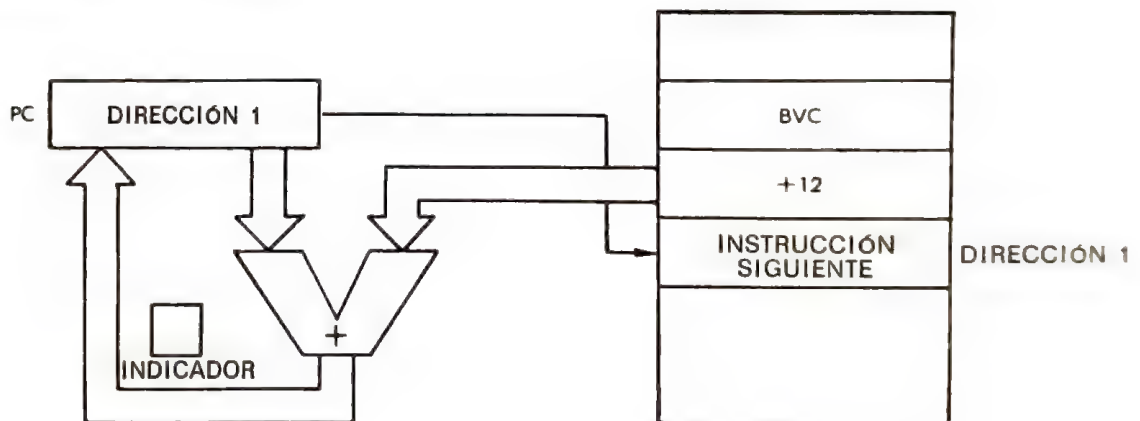 PC
DIRECCIÓN 1
BVC
+12
INSTRUCCIÓN
SIGUIENTE
DIRECCIÓN 1
+
INDICADOR